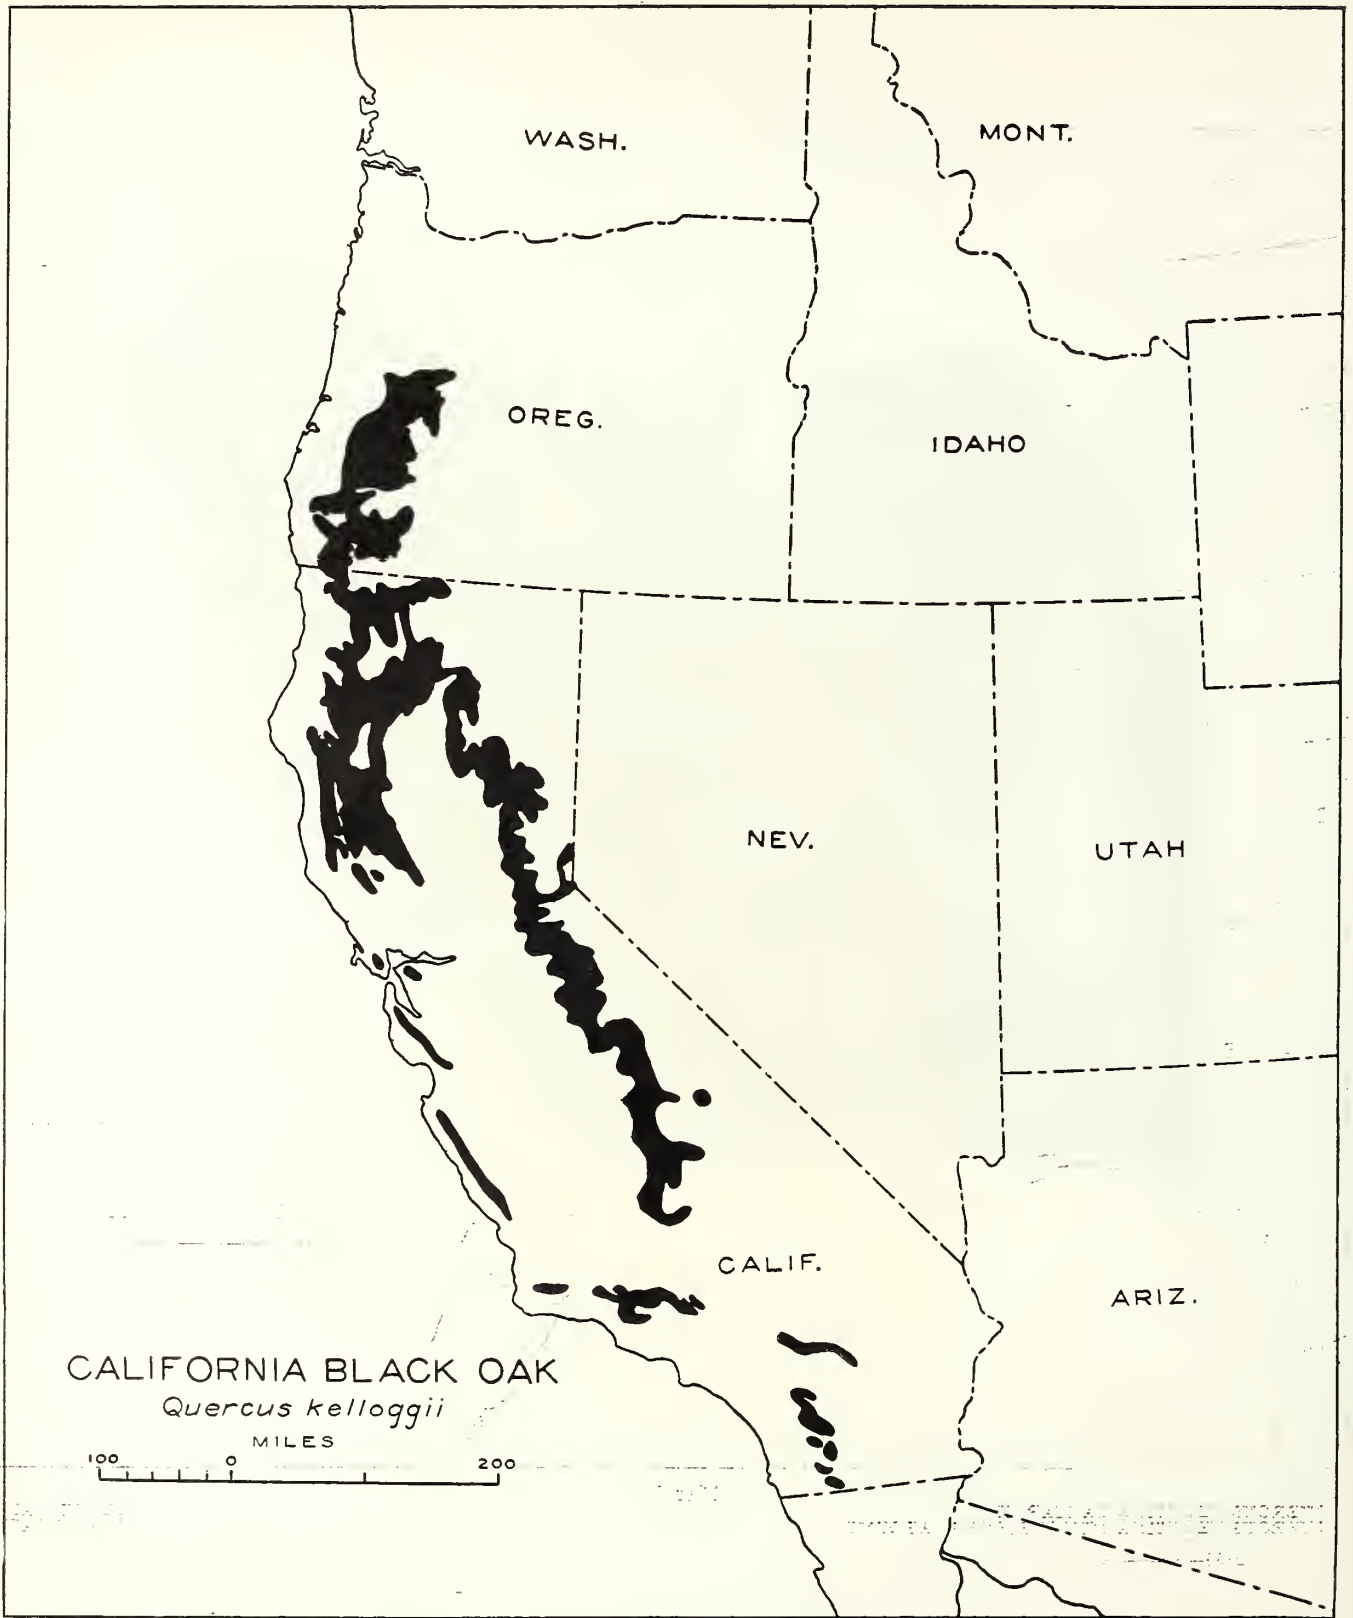 WASH.
MONT.
OREG.
IDAHO
NEV.
UTAH
CALIF.
ARIZ.
CALIFORNIA BLACK OAK
Quercus kelloggii
MILES
100 0 200